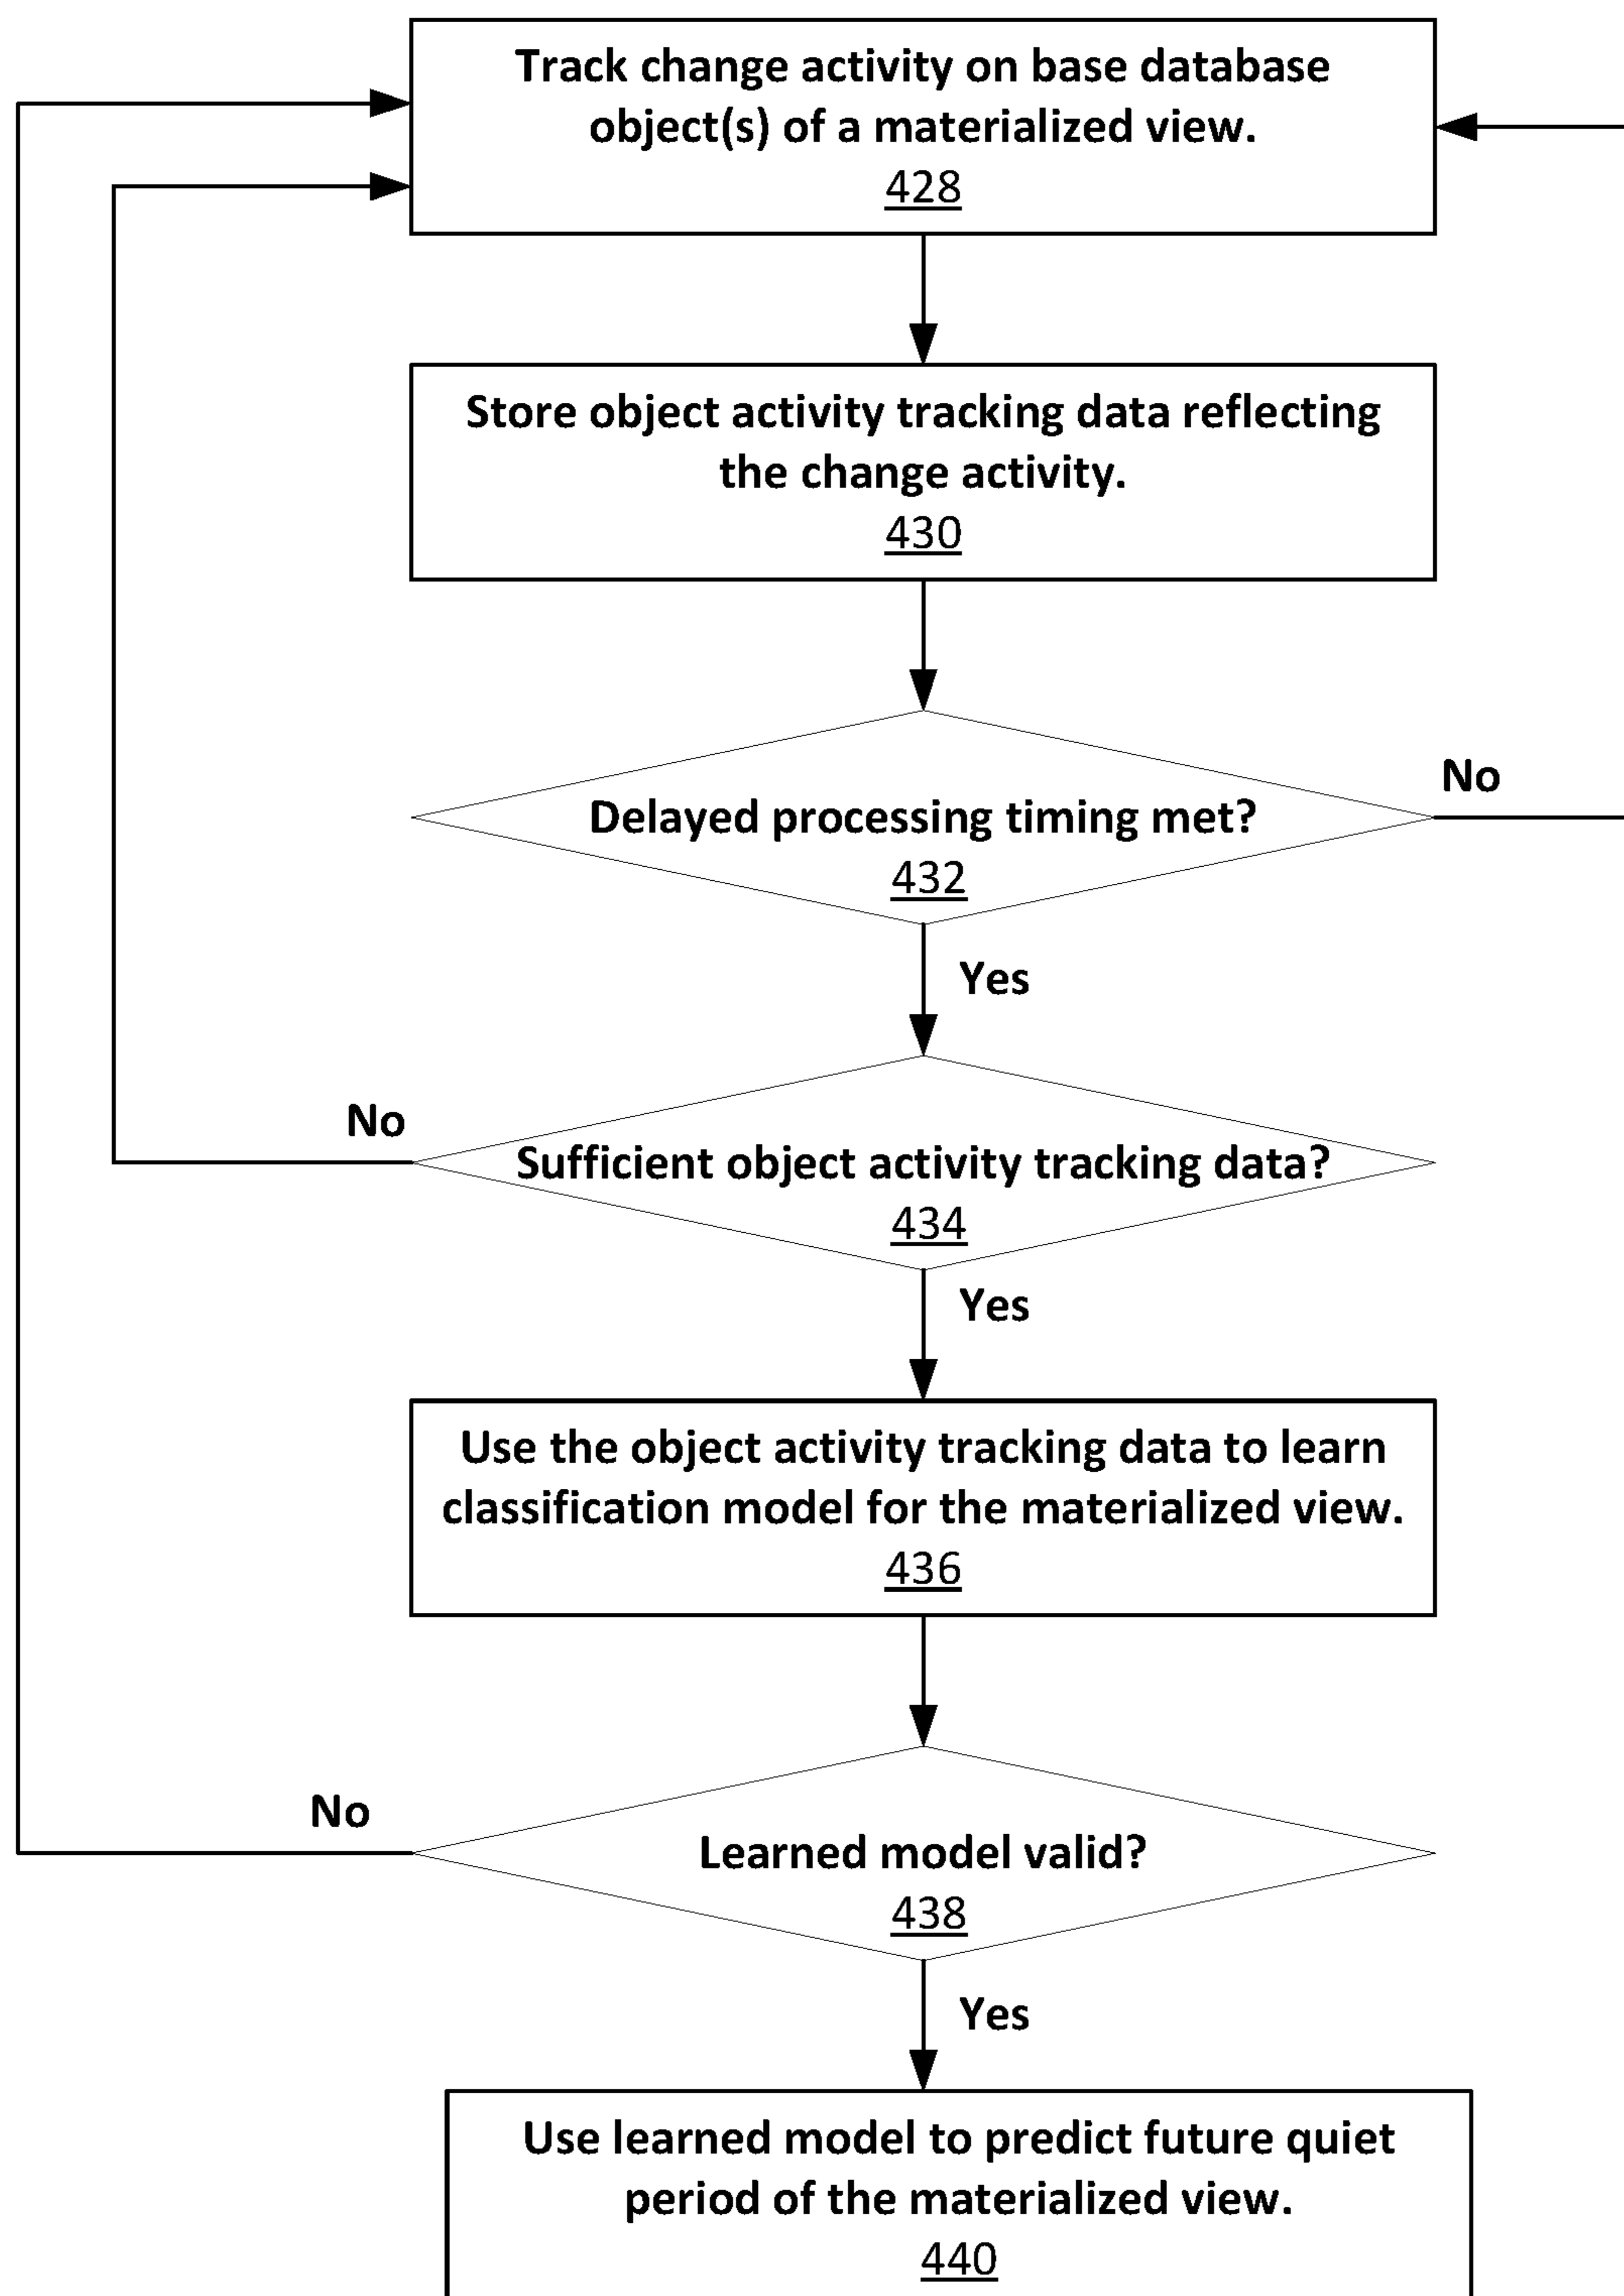 Track change activity on base database
object(s) of a materialized view.
428
Store object activity tracking data reflecting
the change activity.
430
Delayed processing timing met?
432
No
Yes
Sufficient object activity tracking data?
434
No
Yes
Use the object activity tracking data to learn
classification model for the materialized view.
436
Learned model valid?
438
No
Yes
Use learned model to predict future quiet
period of the materialized view.
440